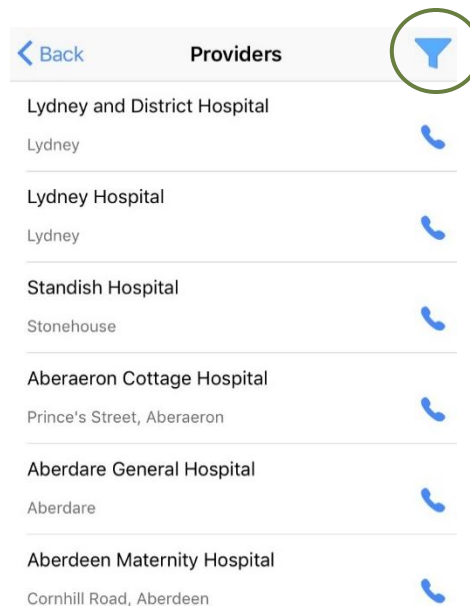 Back
Providers
Lydney and District Hospital
Lydney
Lydney Hospital
Lydney
Standish Hospital
Stonehouse
Aberaeron Cottage Hospital
Prince's Street, Aberaeron
Aberdare General Hospital
Aberdare
Aberdeen Maternity Hospital
Cornhill Road, Aberdeen